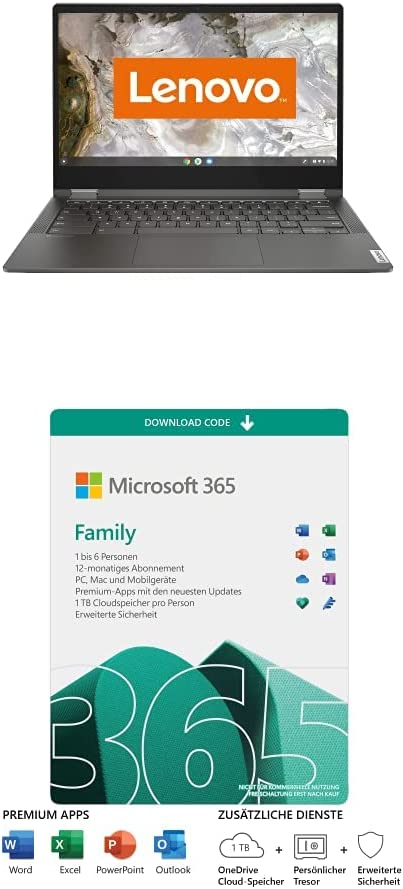 Lenovo™
Lenovo
DOWNLOAD CODE
Microsoft 365
Family
1 bis 6 Personen
12-monatiges Abonnement
PC, Mac und Mobilgeräte
Premium-Apps mit den neuesten Updates
1 TB Cloudspeicher pro Person
Erweiterte Sicherheit
365
NICHT FÜR KOMMERZIELLE NUTZUNG
FREISCHALTUNG ERST NACH KAUF
PREMIUM APPS
ZUSÄTZLICHE DIENSTE
W X P O
1 TB
+ +
Word Excel PowerPoint Outlook
OneDrive
Cloud-Speicher
Persönlicher
Tresor
Erweiterte
Sicherheit